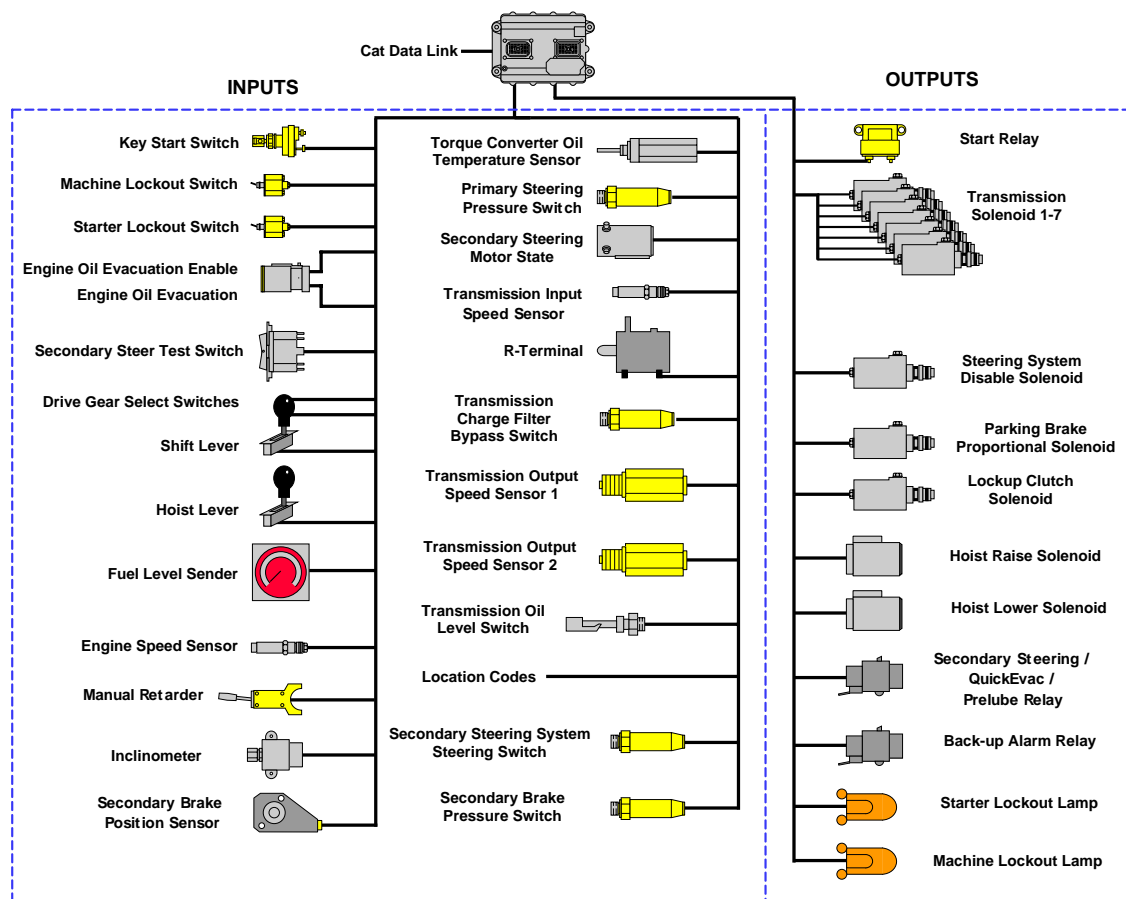 Cat Data Link
INPUTS
OUTPUTS
Key Start Switch
Machine Lockout Switch
Starter Lockout Switch
Engine Oil Evacuation Enable
Engine Oil Evacuation
Secondary Steer Test Switch
Drive Gear Select Switches
Shift Lever
Hoist Lever
Fuel Level Sender
Engine Speed Sensor
Manual Retarder
Inclinometer
Secondary Brake
Position Sensor
Torque Converter Oil
Temperature Sensor
Primary Steering
Pressure Switch
Secondary Steering
Motor State
Transmission Input
Speed Sensor
R-Terminal
Transmission
Charge Filter
Bypass Switch
Transmission Output
Speed Sensor 1
Transmission Output
Speed Sensor 2
Transmission Oil
Level Switch
Location Codes
Secondary Steering System
Steering Switch
Secondary Brake
Pressure Switch
Start Relay
Transmission
Solenoid 1-7
Steering System
Disable Solenoid
Parking Brake
Proportional Solenoid
Lockup Clutch
Solenoid
Hoist Raise Solenoid
Hoist Lower Solenoid
Secondary Steering /
QuickEvac /
Prelube Relay
Back-up Alarm Relay
Starter Lockout Lamp
Machine Lockout Lamp